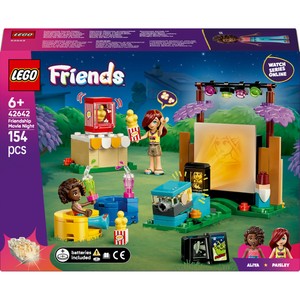 LEGO
Friends
WATCH
SERIES
ONLINE
6+
42642
Friendship
Movie Night
154
pcs
batteries
included
ALIYA
PAISLEY